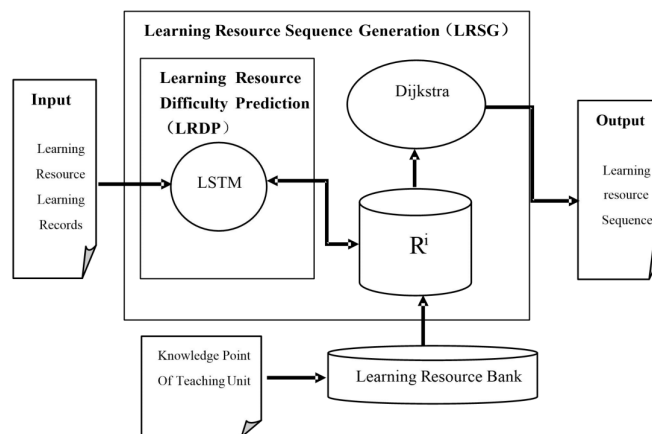 Learning Resource Sequence Generation (LRSG)
Input
Learning
Resource
Learning
Records
Learning Resource
Difficulty Prediction
(LRDP)
LSTM
Dijkstra
Rⁱ
Output
Learning
resource
Sequence
Knowledge Point
Of Teaching Unit
Learning Resource Bank